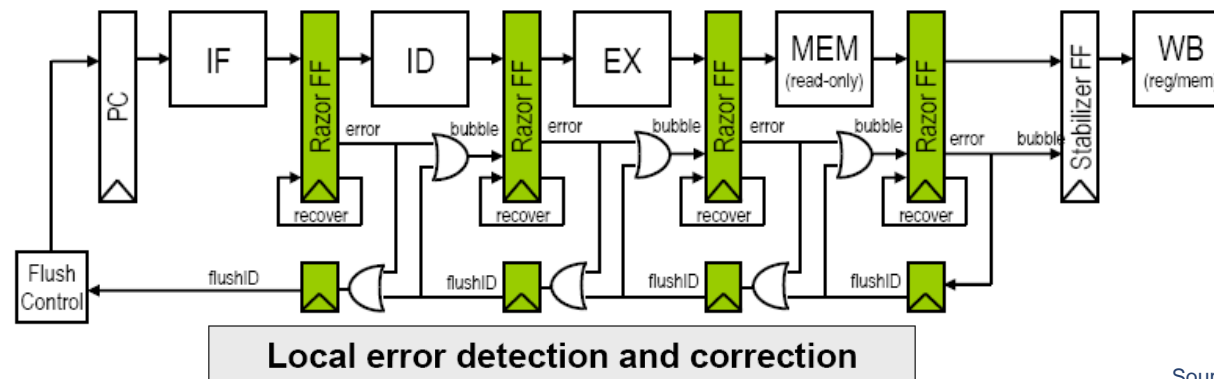 PC
IF
Razor FF
ID
Razor FF
EX
Razor FF
MEM
(read-only)
Razor FF
Stabilizer FF
WB
(reg/mem)
error
bubble
error
bubble
error
bubble
error
bubble
recover
recover
recover
recover
Flush
Control
flushID
flushID
flushID
flushID
Local error detection and correction